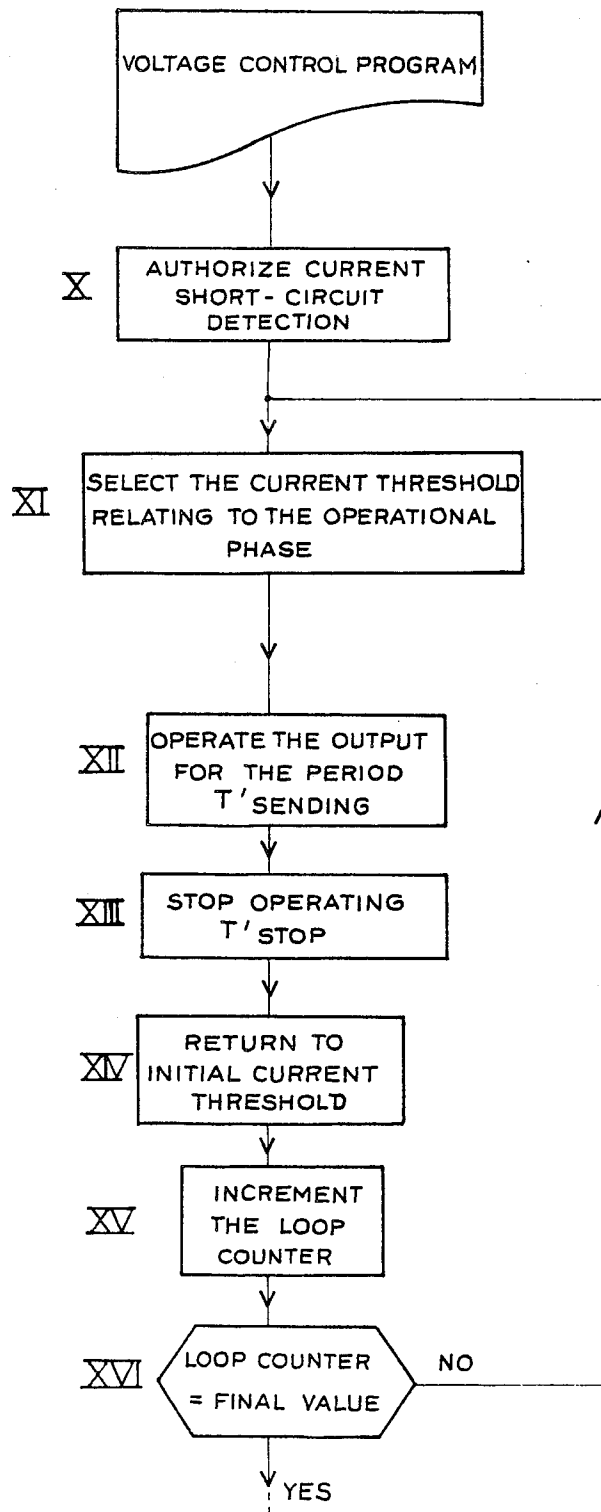 VOLTAGE CONTROL PROGRAM
X
AUTHORIZE CURRENT
SHORT-CIRCUIT
DETECTION
XI
SELECT THE CURRENT THRESHOLD
RELATING TO THE OPERATIONAL
PHASE
XII
OPERATE THE OUTPUT
FOR THE PERIOD
T' SENDING
XIII
STOP OPERATING
T' STOP
XIV
RETURN TO
INITIAL CURRENT
THRESHOLD
XV
INCREMENT
THE LOOP
COUNTER
XVI
LOOP COUNTER
= FINAL VALUE
NO
YES